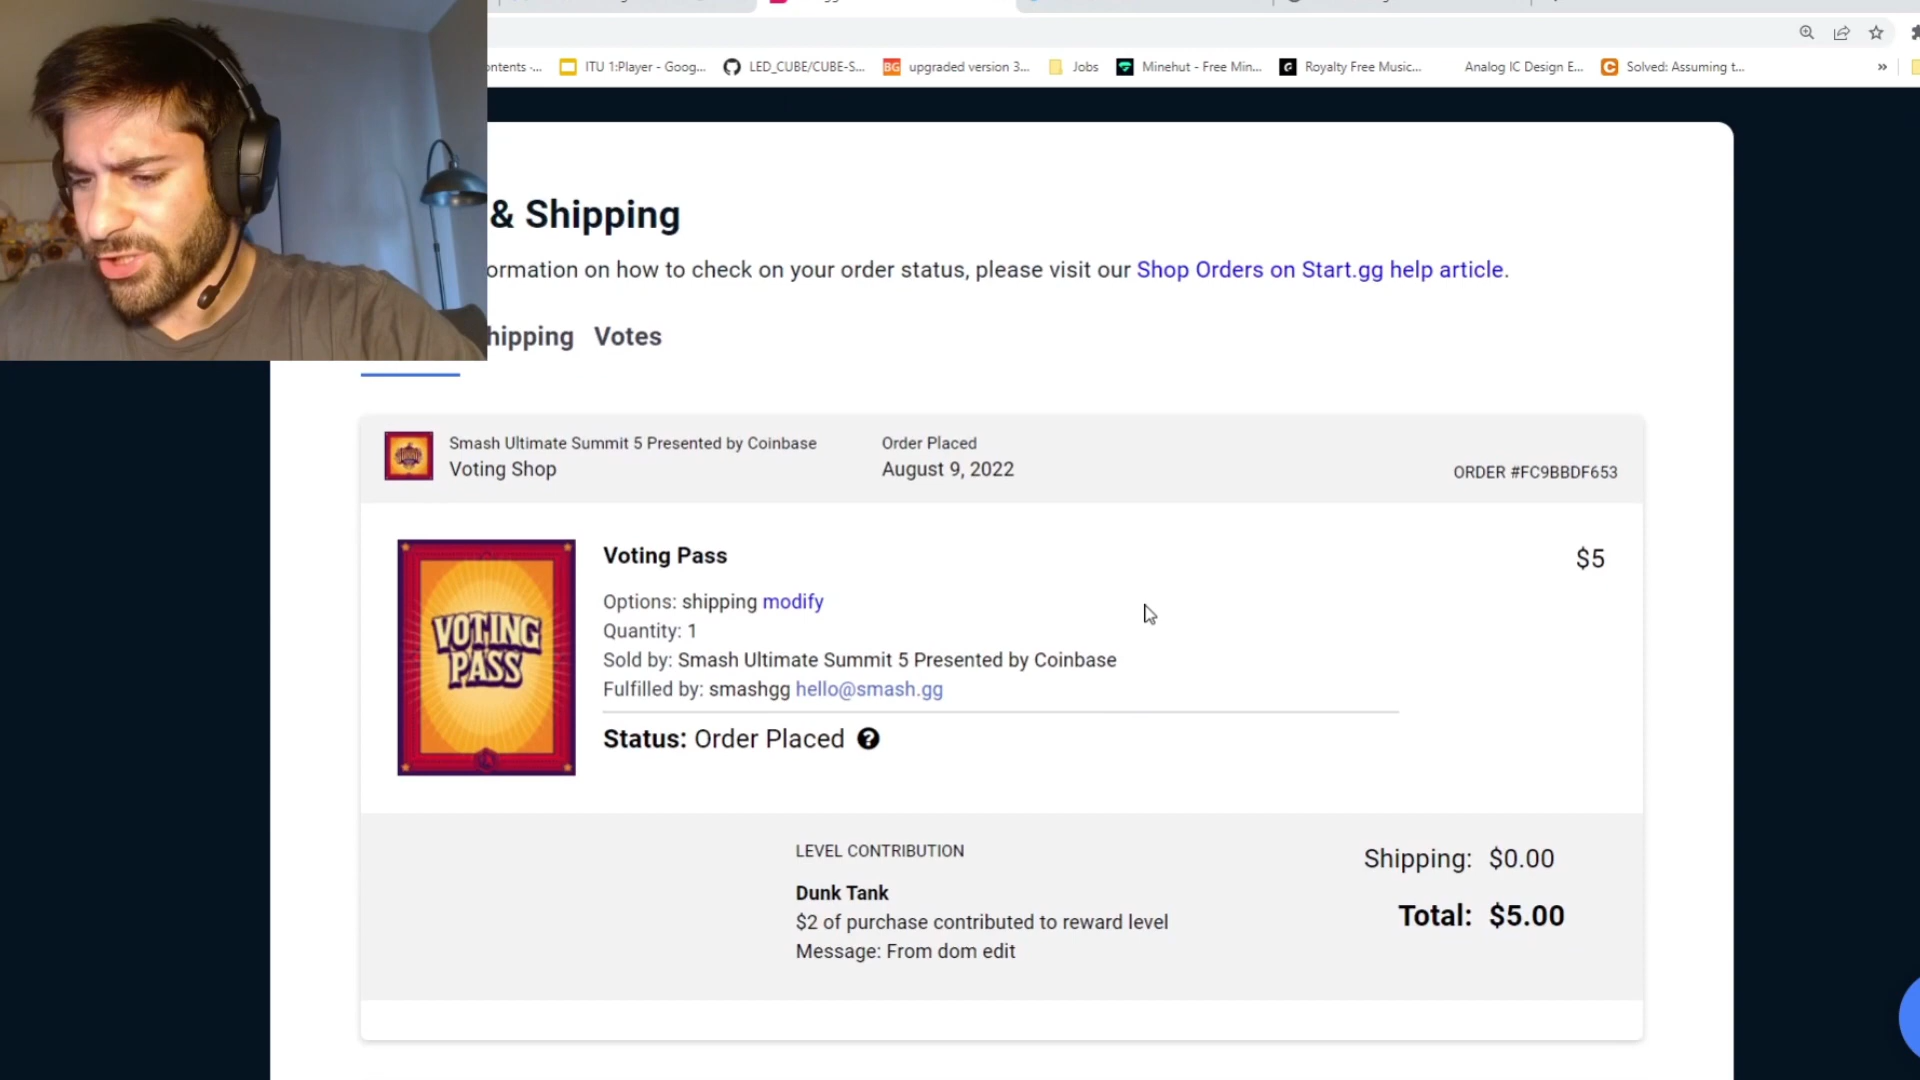 ontents -...
ITU 1:Player - Goog...
LED_CUBE/CUBE-S...
BG upgraded version 3...
Jobs
Minehut - Free Min...
Royalty Free Music...
Analog IC Design E...
Solved: Assuming t...
»
& Shipping
ormation on how to check on your order status, please visit our Shop Orders on Start.gg help article.
hipping Votes
Smash Ultimate Summit 5 Presented by Coinbase
Voting Shop
Order Placed
August 9, 2022
ORDER #FC9BBDF653
VOTING
PASS
Voting Pass
$5
Options: shipping modify
Quantity: 1
Sold by: Smash Ultimate Summit 5 Presented by Coinbase
Fulfilled by: smashgg hello@smash.gg
Status: Order Placed ?
LEVEL CONTRIBUTION
Dunk Tank
$2 of purchase contributed to reward level
Message: From dom edit
Shipping: $0.00
Total: $5.00